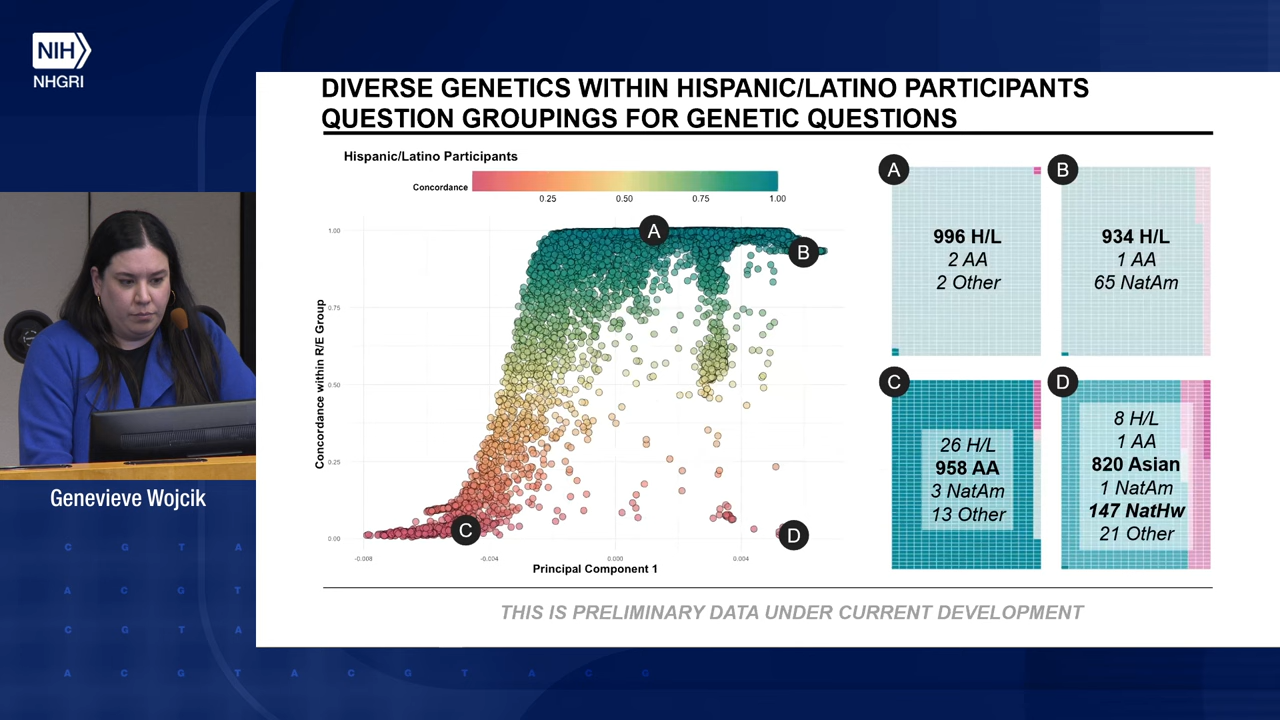 NIH
NHGRI
DIVERSE GENETICS WITHIN HISPANIC/LATINO PARTICIPANTS
QUESTION GROUPINGS FOR GENETIC QUESTIONS
Hispanic/Latino Participants
Concordance
0.25 0.50 0.75 1.00
Concordance within R/E Group
1.00
0.75
0.50
0.25
0.00
-0.008 -0.004 0.000 0.004
Principal Component 1
A
B
C
D
A
996 H/L
2 AA
2 Other
B
934 H/L
1 AA
65 NatAm
C
26 H/L
958 AA
3 NatAm
13 Other
D
8 H/L
1 AA
820 Asian
1 NatAm
147 NatHw
21 Other
THIS IS PRELIMINARY DATA UNDER CURRENT DEVELOPMENT
Genevieve Wojcik
C G T A
A C G T
C G T A
A C G T A C G T A C G